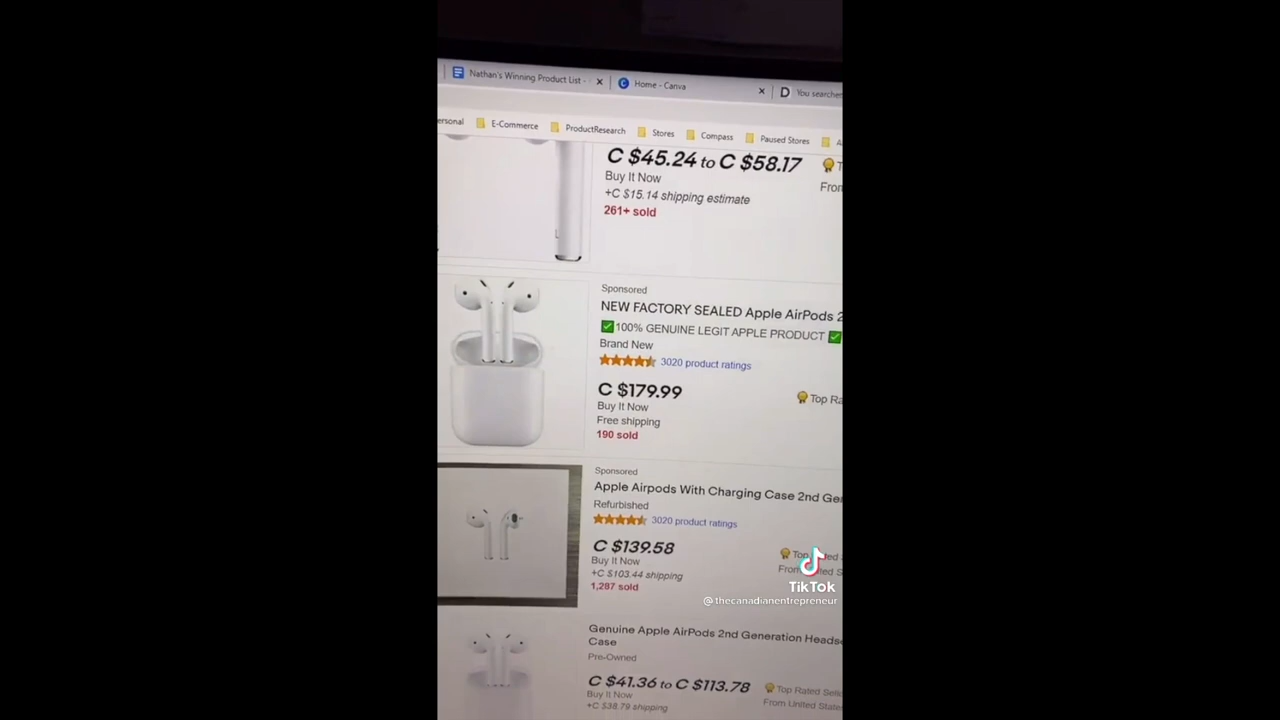 Nathan's Winning Product List -
Home - Canva
You searched
ersonal
E-Commerce
ProductResearch
Stores
Compass
Paused Stores
C $45.24 to C $58.17
Buy It Now
From
+C $15.14 shipping estimate
261+ sold
Sponsored
NEW FACTORY SEALED Apple AirPods 2
✅100% GENUINE LEGIT APPLE PRODUCT ✅
Brand New
3020 product ratings
C $179.99
Top Ra
Buy It Now
Free shipping
190 sold
Sponsored
Apple Airpods With Charging Case 2nd Ge
Refurbished
3020 product ratings
C $139.58
Buy It Now
+C $103.44 shipping
1,287 sold
TikTok
@thecanadianentrepreneur
Genuine Apple AirPods 2nd Generation Headse
Case
Pre-Owned
C $41.36 to C $113.78
Top Rated Selle
Buy It Now
From United States
+C $38.79 shipping